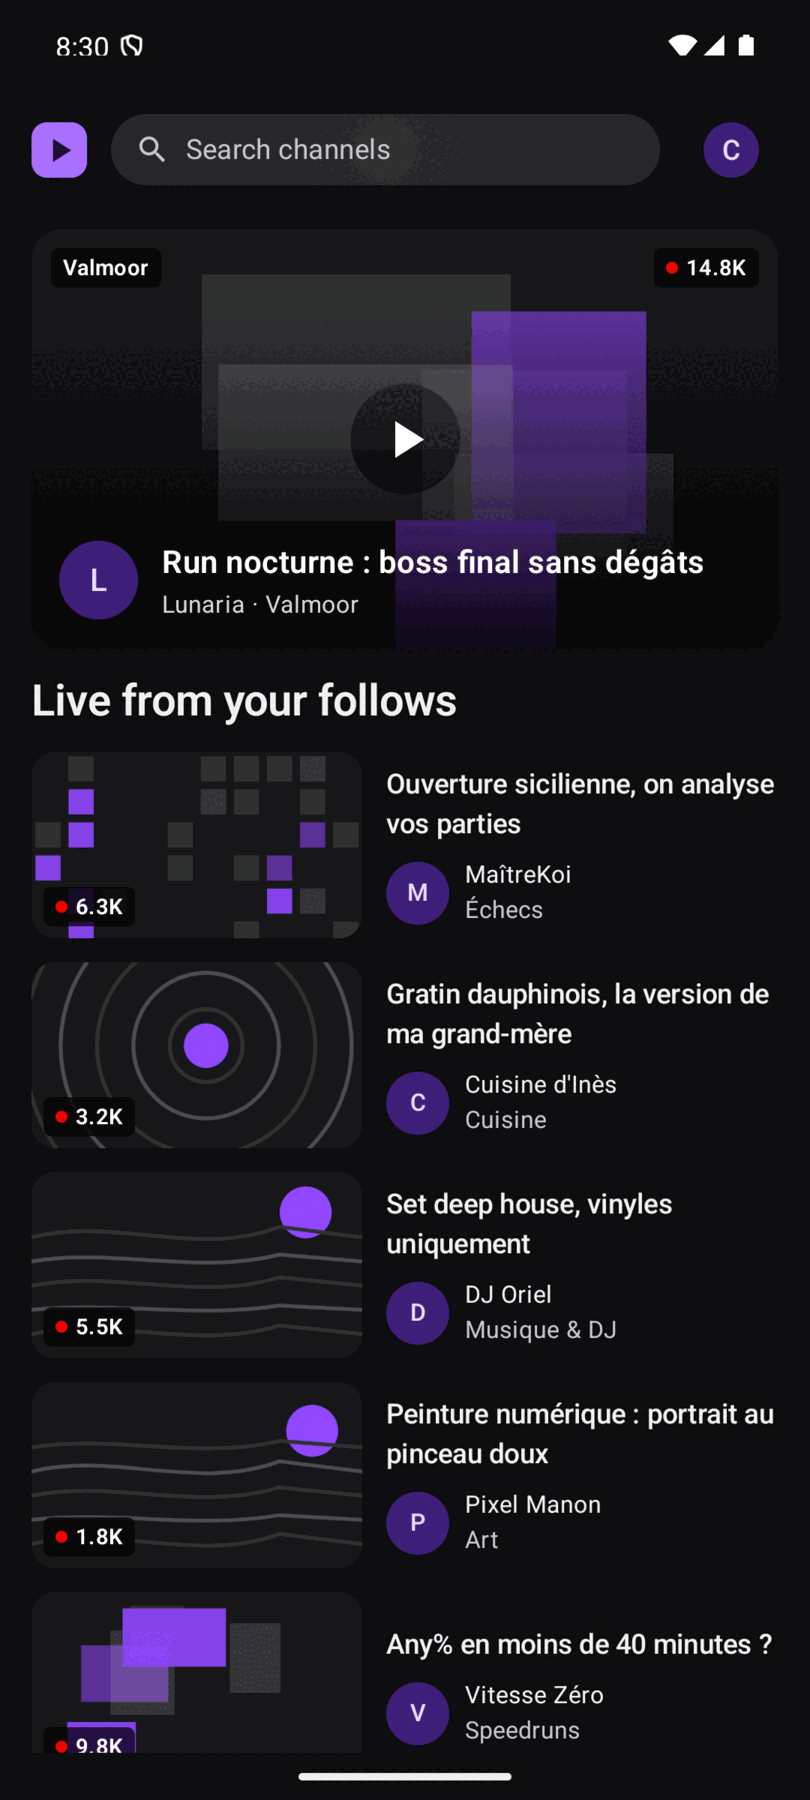 8:30
Search channels
C
Valmoor
14.8K
L
Run nocturne : boss final sans dégâts
Lunaria · Valmoor
Live from your follows
Ouverture sicilienne, on analyse
vos parties
M
MaîtreKoi
Échecs
6.3K
Gratin dauphinois, la version de
ma grand-mère
C
Cuisine d'Inès
Cuisine
3.2K
Set deep house, vinyles
uniquement
D
DJ Oriel
Musique & DJ
5.5K
Peinture numérique : portrait au
pinceau doux
P
Pixel Manon
Art
1.8K
Any% en moins de 40 minutes ?
V
Vitesse Zéro
Speedruns
9.8K